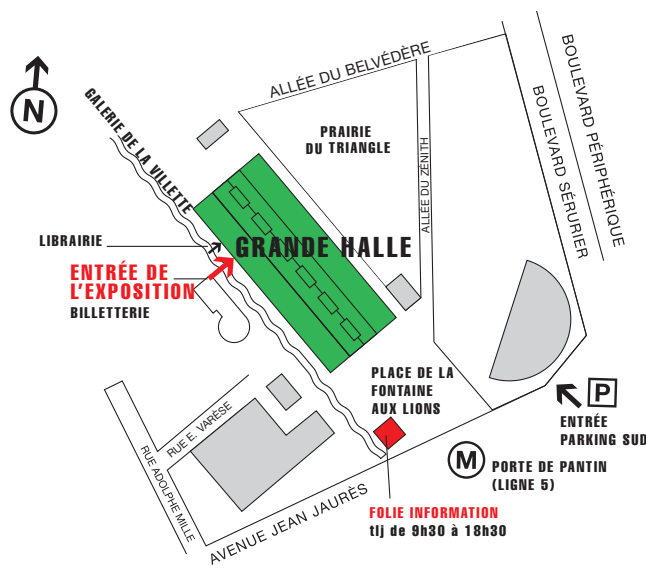 N
ALLÉE DU BELVÉDÈRE
BOULEVARD PÉRIPHÉRIQUE
BOULEVARD SÉRURIER
GALERIE DE LA VILLETTE
PRAIRIE
DU TRIANGLE
ALLÉE DU ZÉNITH
LIBRAIRIE
GRANDE HALLE
ENTRÉE DE
L'EXPOSITION
BILLETTERIE
PLACE DE LA
FONTAINE
AUX LIONS
P
ENTRÉE
PARKING SUD
RUE E. VARÈSE
RUE ADOLPHE MILLE
M
PORTE DE PANTIN
(LIGNE 5)
AVENUE JEAN JAURÈS
FOLIE INFORMATION
tlj de 9h30 à 18h30